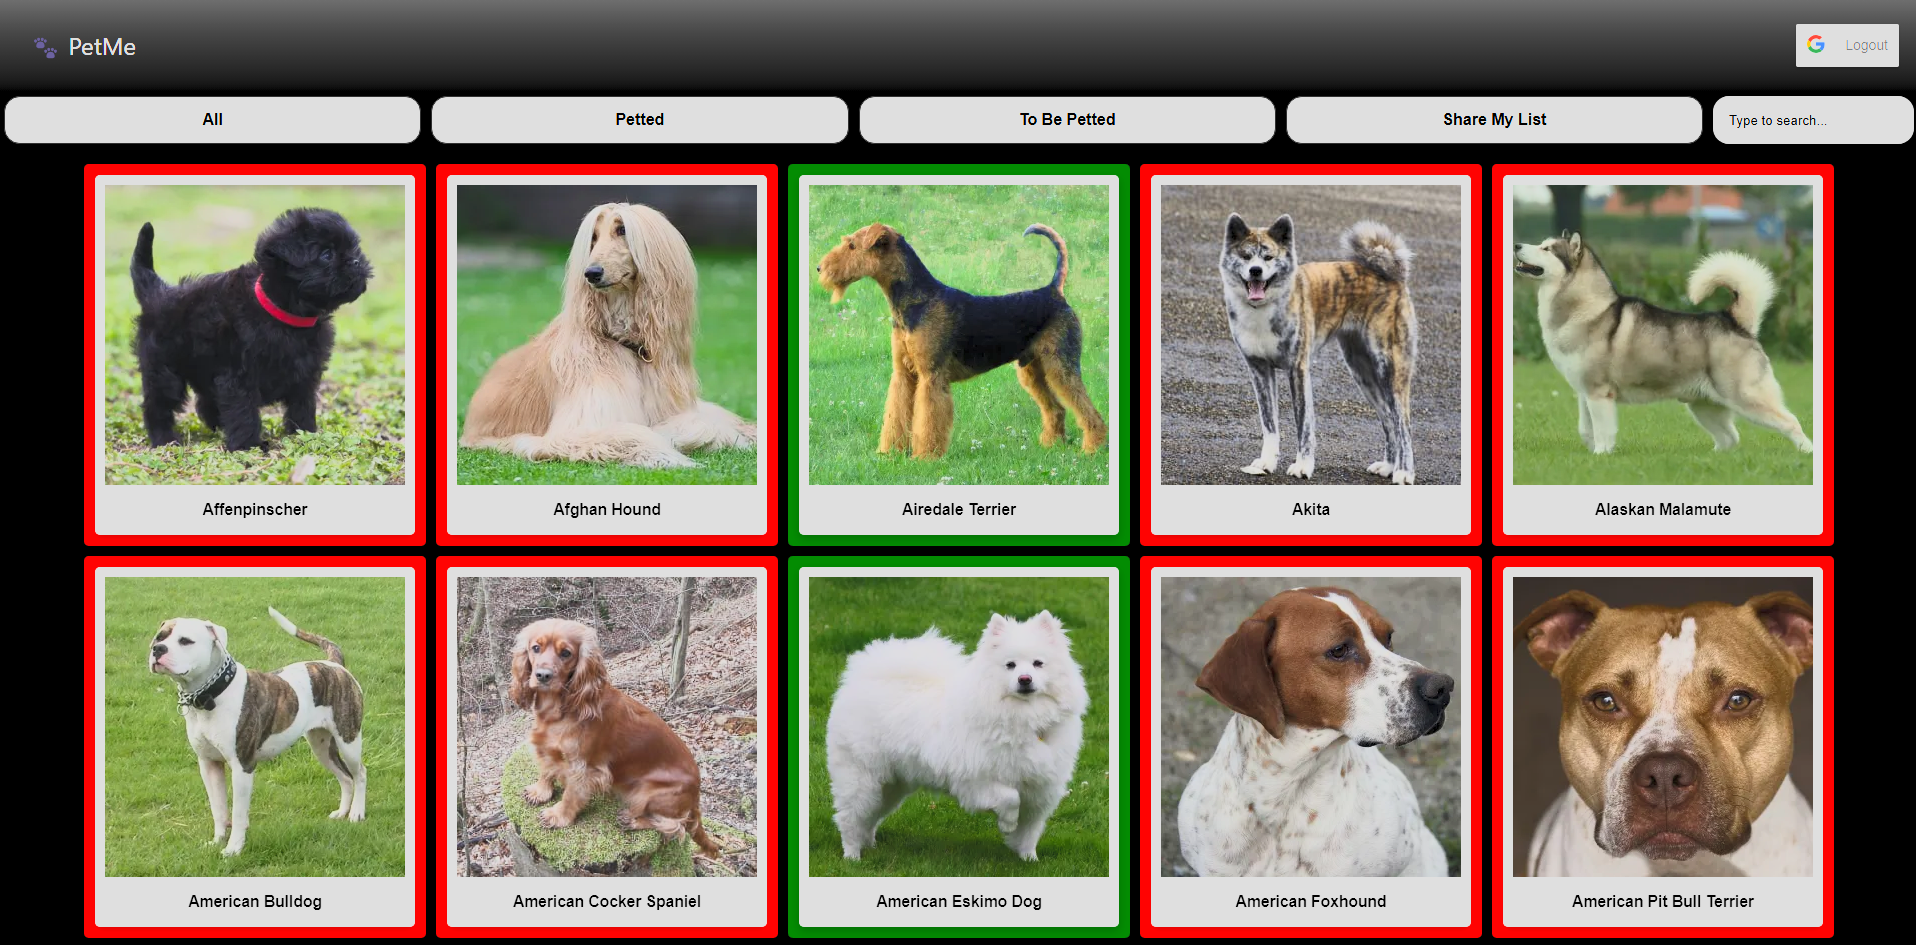 PetMe
Logout
All
Petted
To Be Petted
Share My List
Type to search...
Affenpinscher
Afghan Hound
Airedale Terrier
Akita
Alaskan Malamute
American Bulldog
American Cocker Spaniel
American Eskimo Dog
American Foxhound
American Pit Bull Terrier